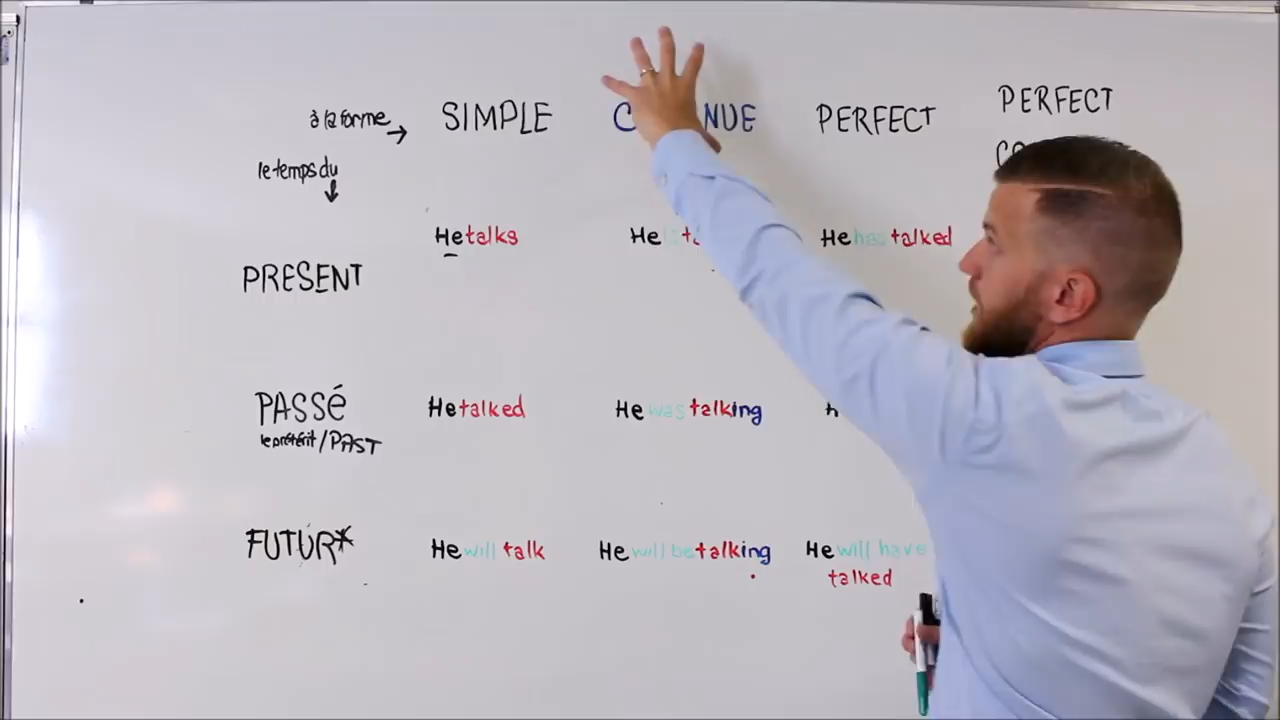 à la forme
SIMPLE
PERFECT
PERFECT
le temps du
He talks
He
He has talked
PRESENT
PASSÉ
le prétérit/PAST
He talked
He was talking
FUTUR*
He will talk
He will be talking
He will have
talked